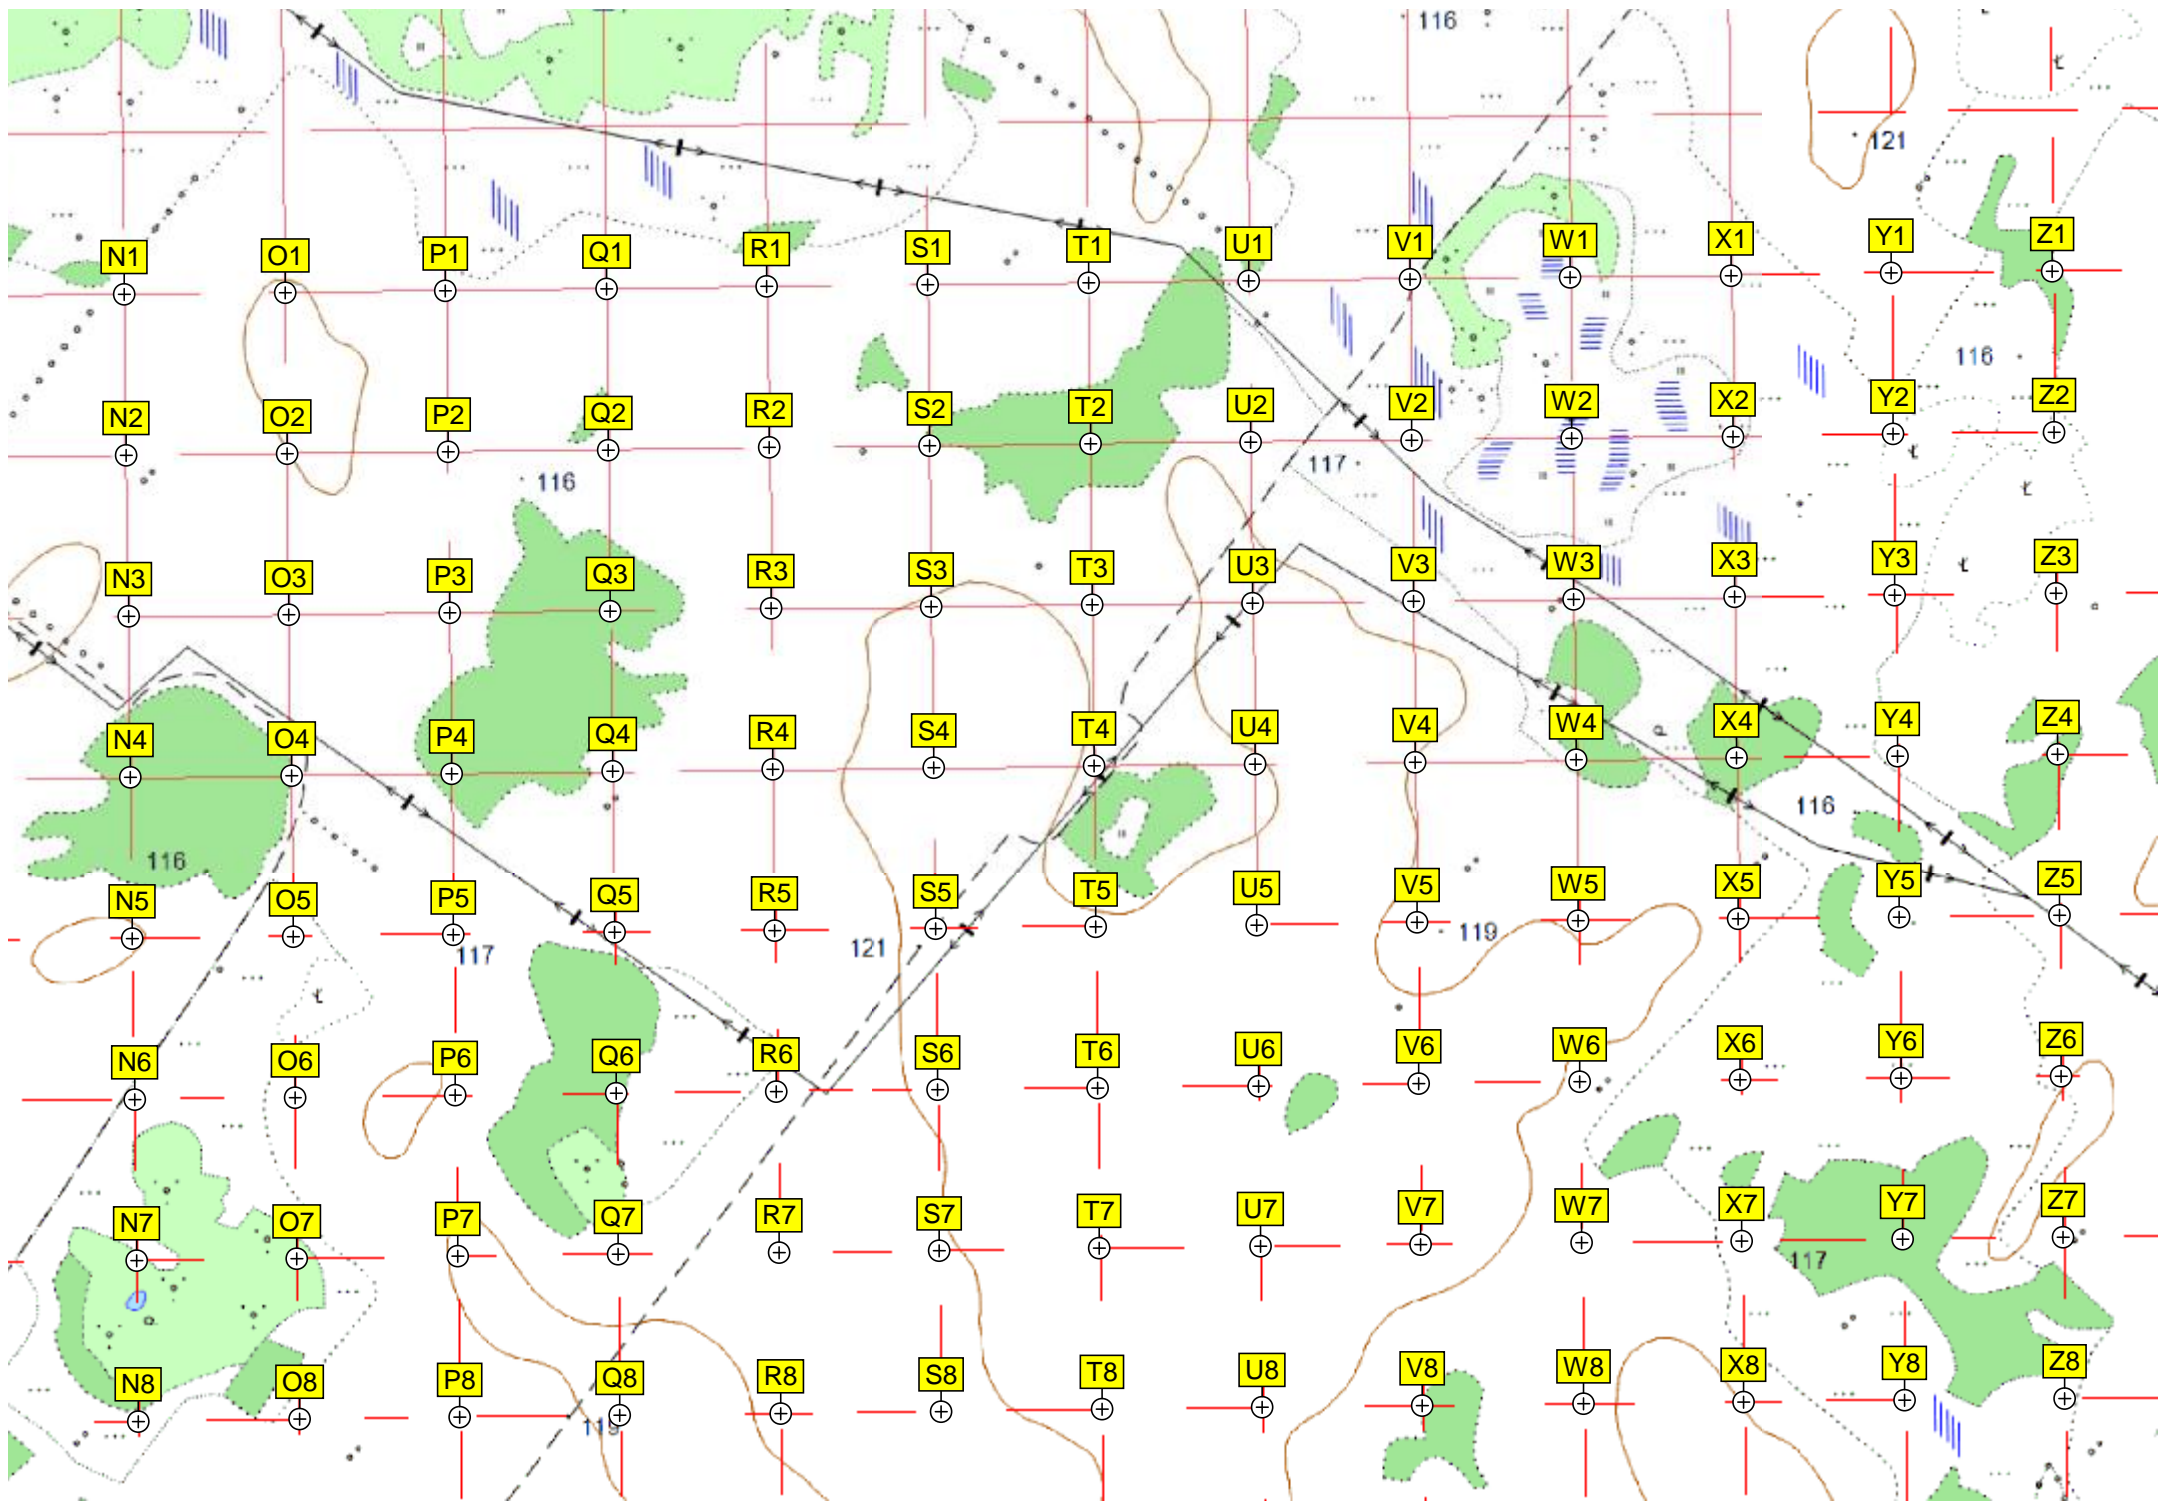 116
121
N1 O1 P1 Q1 R1 S1 T1 U1 V1 W1 X1 Y1 Z1
116
N2 O2 P2 Q2 R2 S2 T2 U2 V2 W2 X2 Y2 Z2
117
116
Ł
Ł
N3 O3 P3 Q3 R3 S3 T3 U3 V3 W3 X3 Y3 Z3
Ł
N4 O4 P4 Q4 R4 S4 T4 U4 V4 W4 X4 Y4 Z4
116
116
N5 O5 P5 Q5 R5 S5 T5 U5 V5 W5 X5 Y5 Z5
117
121
119
Ł
N6 O6 P6 Q6 R6 S6 T6 U6 V6 W6 X6 Y6 Z6
N7 O7 P7 Q7 R7 S7 T7 U7 V7 W7 X7 Y7 Z7
117
N8 O8 P8 Q8 R8 S8 T8 U8 V8 W8 X8 Y8 Z8
119